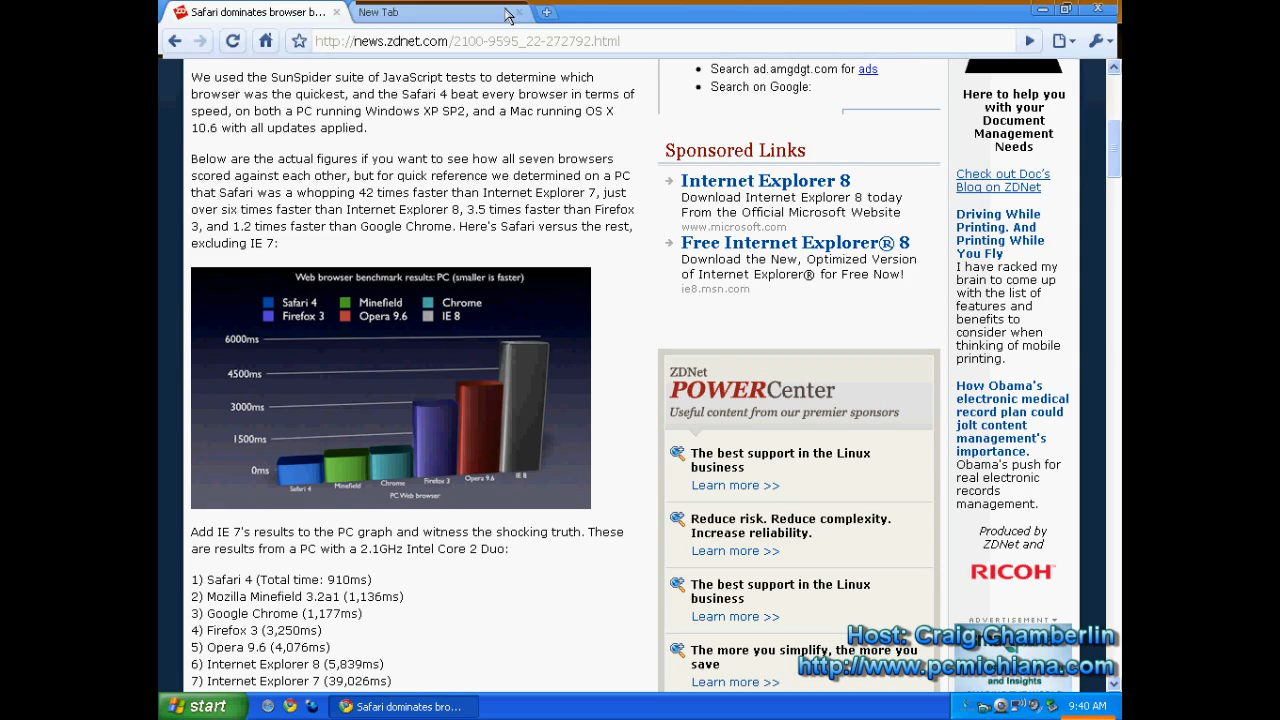 Safari dominates browser b...
New Tab
http://news.zdnet.com/2100-9595_22-272792.html
We used the SunSpider suite of JavaScript tests to determine which
browser was the quickest, and the Safari 4 beat every browser in terms of
speed, on both a PC running Windows XP SP2, and a Mac running OS X
10.6 with all updates applied.
Below are the actual figures if you want to see how all seven browsers
scored against each other, but for quick reference we determined on a PC
that Safari was a whopping 42 times faster than Internet Explorer 7, just
over six times faster than Internet Explorer 8, 3.5 times faster than Firefox
3, and 1.2 times faster than Google Chrome. Here's Safari versus the rest,
excluding IE 7:
Web browser benchmark results: PC (smaller is faster)
Safari 4 Minefield Chrome
Firefox 3 Opera 9.6 IE 8
6000ms
4500ms
3000ms
1500ms
0ms
Safari 4 Minefield Chrome Firefox 3 Opera 9.6 IE 8
PC Web browser
Add IE 7's results to the PC graph and witness the shocking truth. These
are results from a PC with a 2.1GHz Intel Core 2 Duo:
1) Safari 4 (Total time: 910ms)
2) Mozilla Minefield 3.2a1 (1,136ms)
3) Google Chrome (1,177ms)
4) Firefox 3 (3,250ms)
5) Opera 9.6 (4,076ms)
6) Internet Explorer 8 (5,839ms)
7) Internet Explorer 7 (39,026ms)
Search ad.amgdgt.com for ads
Search on Google:
Sponsored Links
Internet Explorer 8
Download Internet Explorer 8 today
From the Official Microsoft Website
www.microsoft.com
Free Internet Explorer® 8
Download the New, Optimized Version
of Internet Explorer® for Free Now!
ie8.msn.com
ZDNet
POWERCenter
Useful content from our premier sponsors
The best support in the Linux
business
Learn more >>
Reduce risk. Reduce complexity.
Increase reliability.
Learn more >>
The best support in the Linux
business
Learn more >>
The more you simplify, the more you
save
Learn more >>
Here to help you
with your
Document
Management
Needs
Check out Doc's
Blog on ZDNet
Driving While
Printing. And
Printing While
You Fly
I have racked my
brain to come up
with the list of
features and
benefits to
consider when
thinking of mobile
printing.
How Obama's
electronic medical
record plan could
jolt content
management's
importance.
Obama's push for
real electronic
records
management.
Produced by
ZDNet and
RICOH
ADVERTISEMENT
and Insights
Host: Craig Chamberlin
http://www.pcmichiana.com
start
Safari dominates bro...
9:40 AM